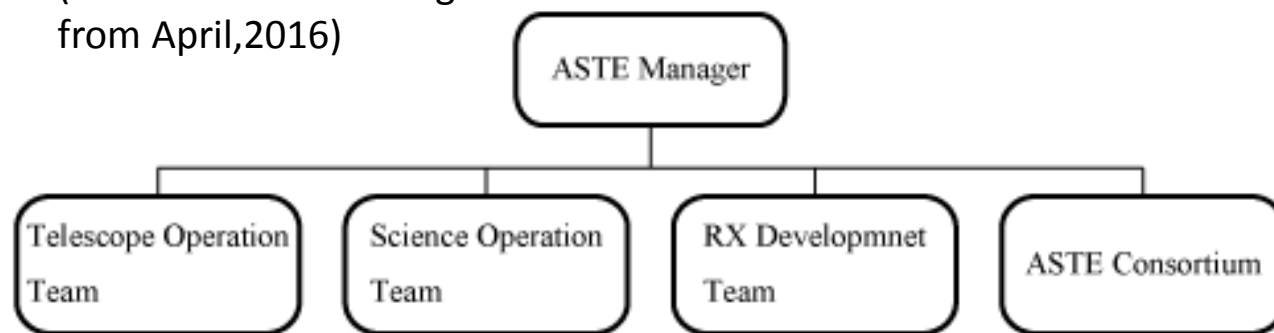 from April,2016)
ASTE Manager
Telescope Operation
Team
Science Operation
Team
RX Developmnet
Team
ASTE Consortium